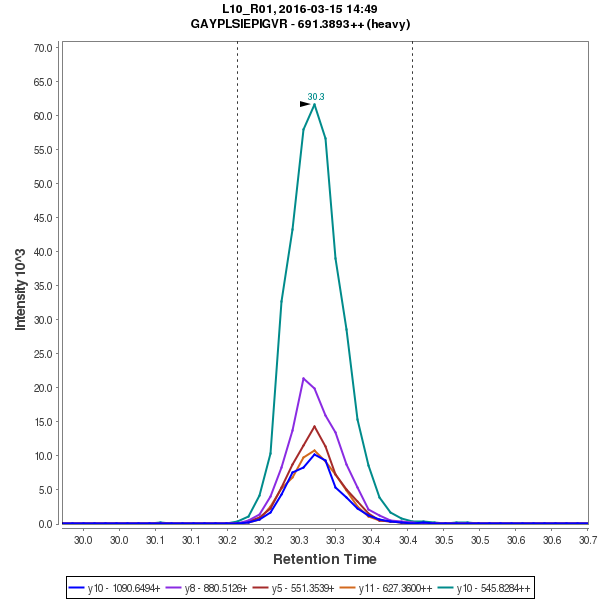 L10_R01, 2016-03-15 14:49
GAYPLSIEPIGVR - 691.3893++ (heavy)
70.0
65.0
60.0
55.0
50.0
45.0
40.0
35.0
30.0
25.0
20.0
15.0
10.0
5.0
0.0
Intensity 10^3
30.3
30.0 30.0 30.1 30.1 30.2 30.2 30.3 30.3 30.4 30.4 30.5 30.5 30.6 30.6 30.7
Retention Time
y10 - 1090.6494+ y8 - 880.5126+ y5 - 551.3539+ y11 - 627.3600++ y10 - 545.8284++